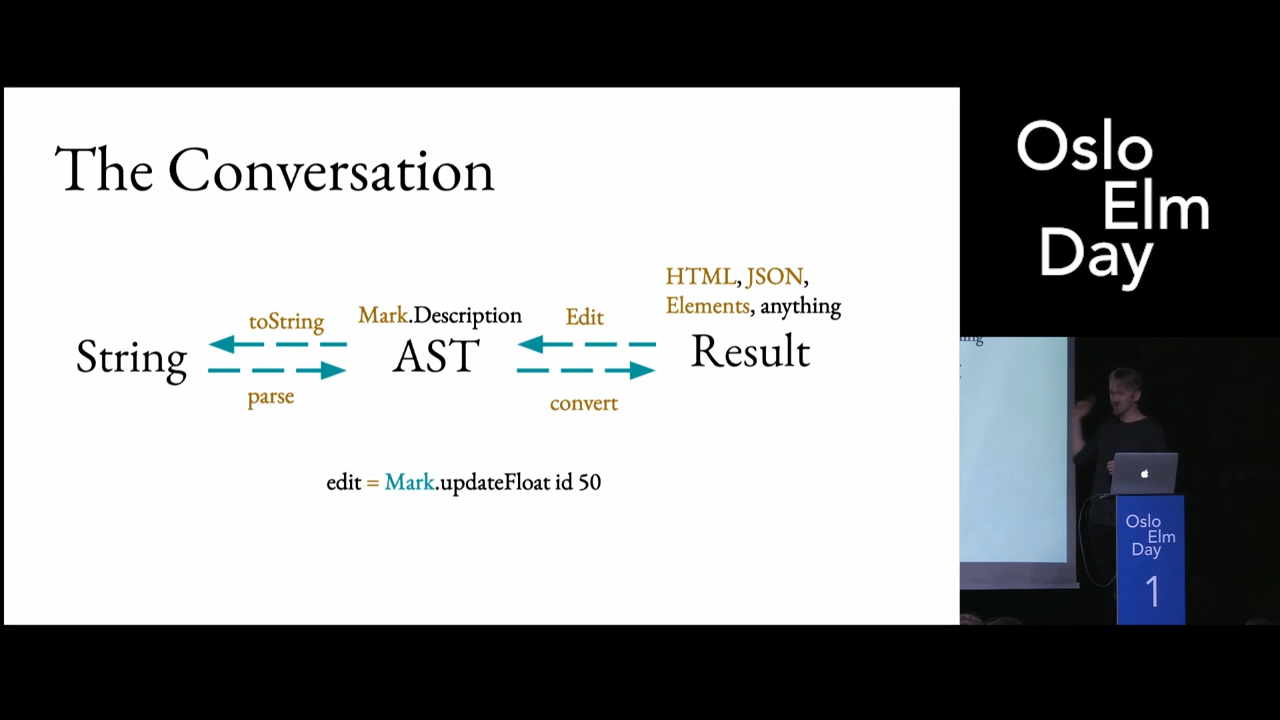 The Conversation
HTML, JSON,
Elements, anything
toString
Mark.Description
Edit
String
AST
Result
parse
convert
edit = Mark.updateFloat id 50
Oslo
Elm
Day
Oslo
Elm
Day
1